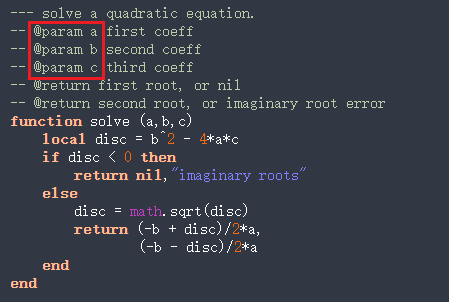 --- solve a quadratic equation.
-- @param a first coeff
-- @param b second coeff
-- @param c third coeff
-- @return first root, or nil
-- @return second root, or imaginary root error
function solve (a,b,c)
    local disc = b^2 - 4*a*c
    if disc < 0 then
        return nil,"imaginary roots"
    else
        disc = math.sqrt(disc)
        return (-b + disc)/2*a,
               (-b - disc)/2*a
    end
end